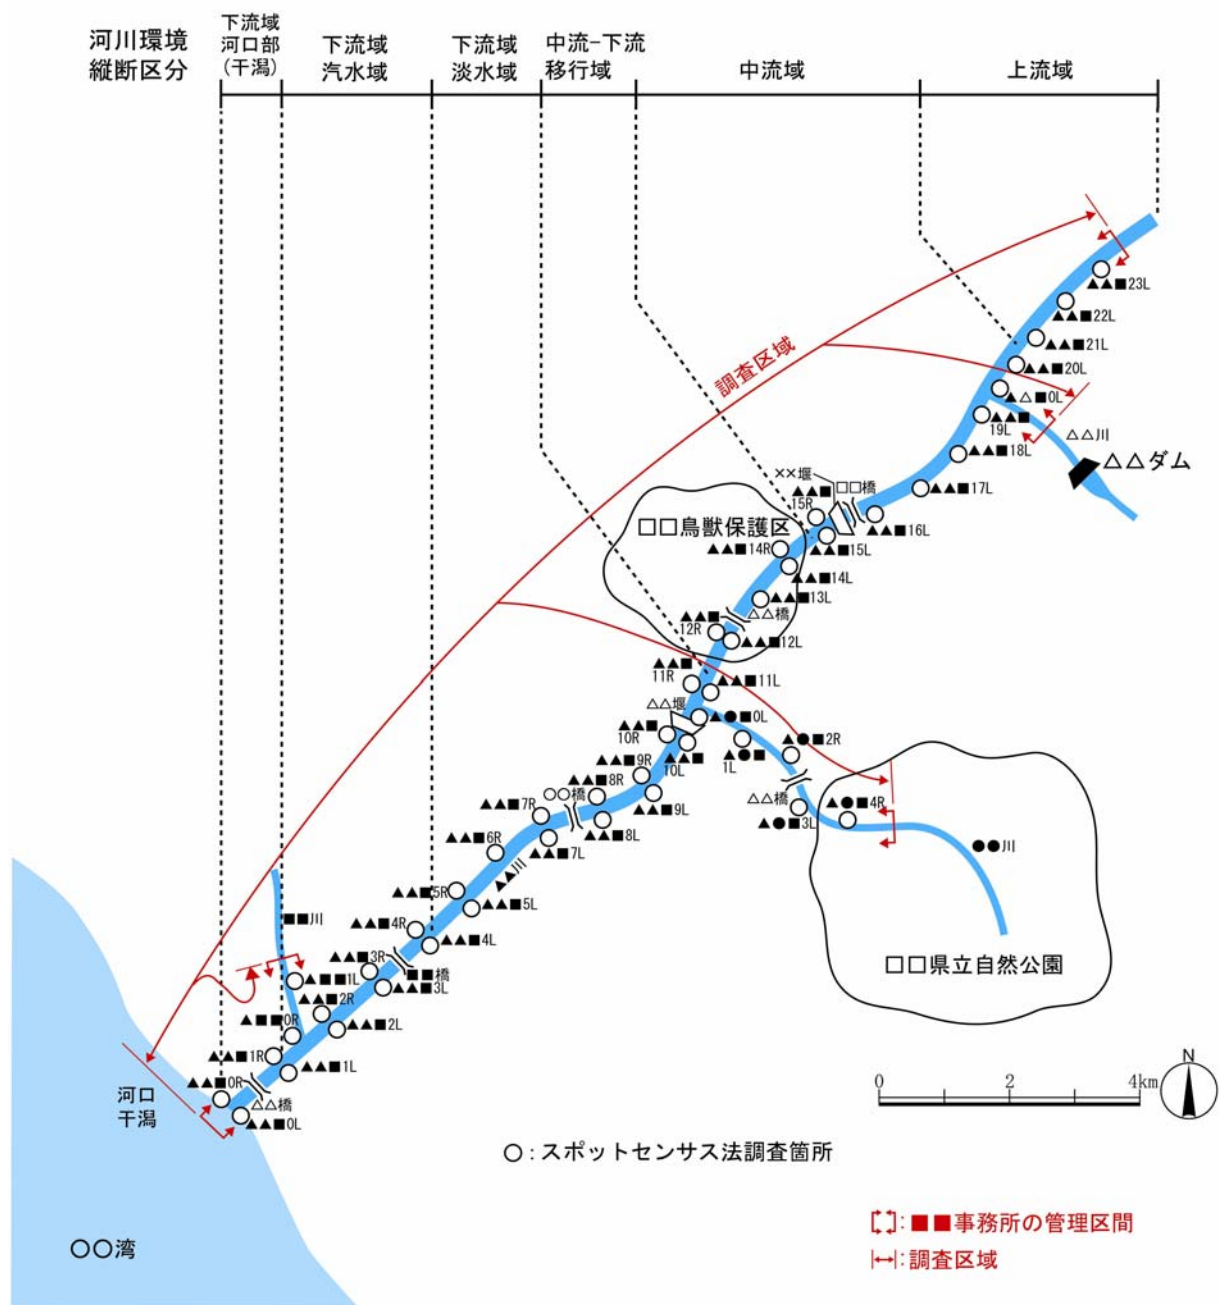 河川環境
縦断区分
下流域
河口部
(干潟)
下流域
汽水域
下流域
淡水域
中流-下流
移行域
中流域
上流域
調査区域
▲▲■23L
▲▲■22L
▲▲■21L
▲▲■20L
▲△■0L
▲▲■
19L
△△川
▲▲■18L
△△ダム
××堰
□□橋
▲▲■
15R
▲▲■17L
▲▲■16L
□□鳥獣保護区
▲▲■14R
▲▲■15L
▲▲■14L
▲▲■13L
△△橋
▲▲■
12R
▲▲■12L
▲▲■
11R
▲▲■11L
△△堰
▲●■0L
▲▲■
10R
▲▲■
10L
▲●■
1L
▲●■2R
▲▲■9R
▲▲■8R
○○橋
▲▲■9L
△△橋
▲●■3L
▲●■4R
▲▲■7R
▲▲■8L
▲▲■6R
▲▲■7L
▲▲川
●●川
▲▲■5R
▲▲■5L
■■川
▲▲■4R
▲▲■4L
▲▲■3R
■■橋
▲▲■3L
□□県立自然公園
▲■■1L
▲▲■2R
▲■■0R
▲▲■2L
▲▲■1R
▲▲■1L
▲▲■0R
△△橋
▲▲■0L
河口
干潟
N
0 2 4km
○:スポットセンサス法調査箇所
○○湾
:■■事務所の管理区間
:調査区域